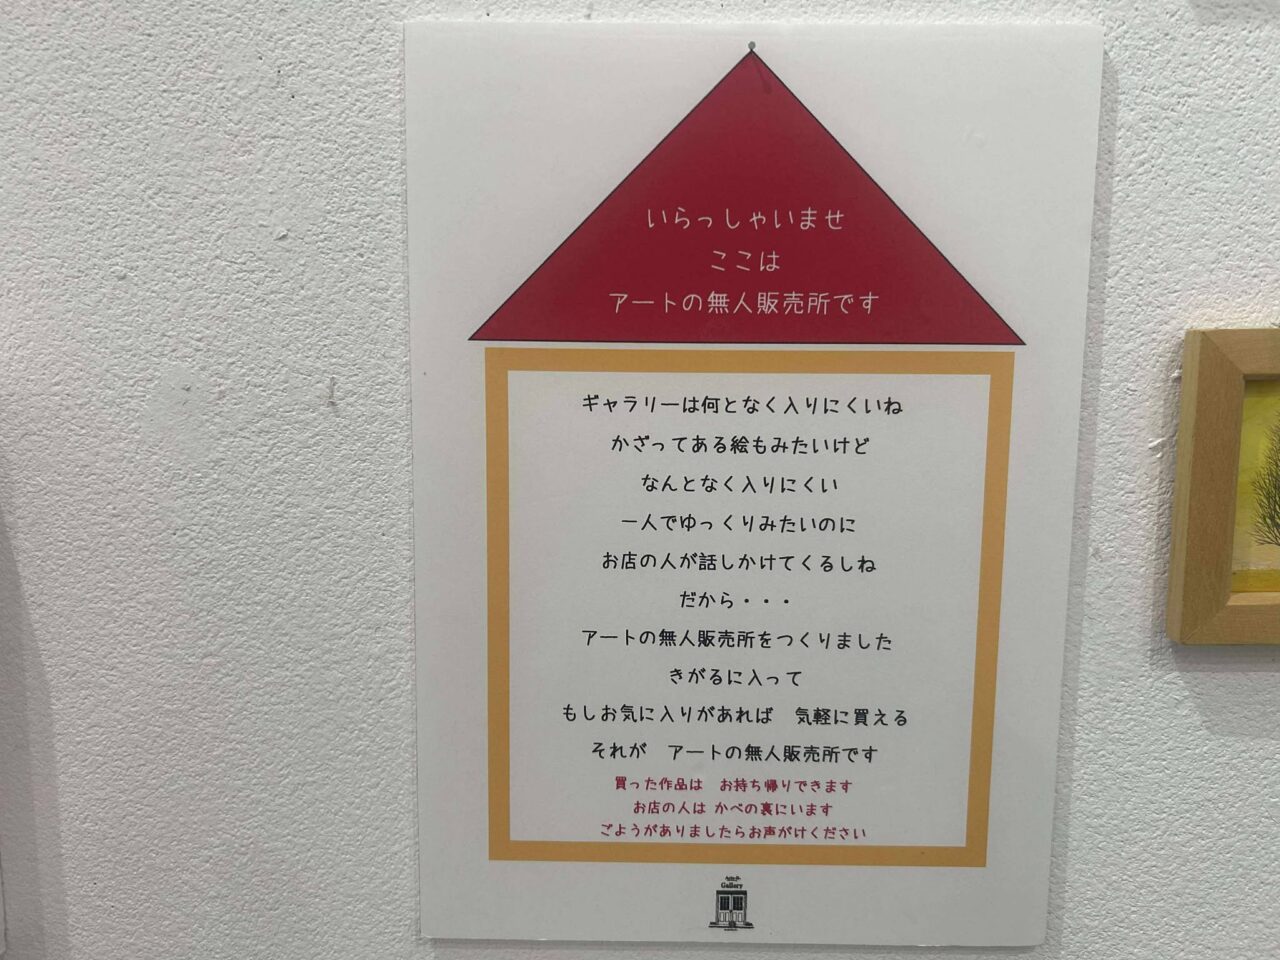 いらっしゃいませ
ここは
アートの無人販売所です
ギャラリーは何となく入りにくいね
かざってある絵もみたいけど
なんとなく入りにくい
一人でゆっくりみたいのに
お店の人が話しかけてくるしね
だから・・・
アートの無人販売所をつくりました
きがるに入って
もしお気に入りがあれば　気軽に買える
それが　アートの無人販売所です
買った作品は　お持ち帰りできます
お店の人は かべの裏にいます
ごようがありましたらお声がけください
Gallery